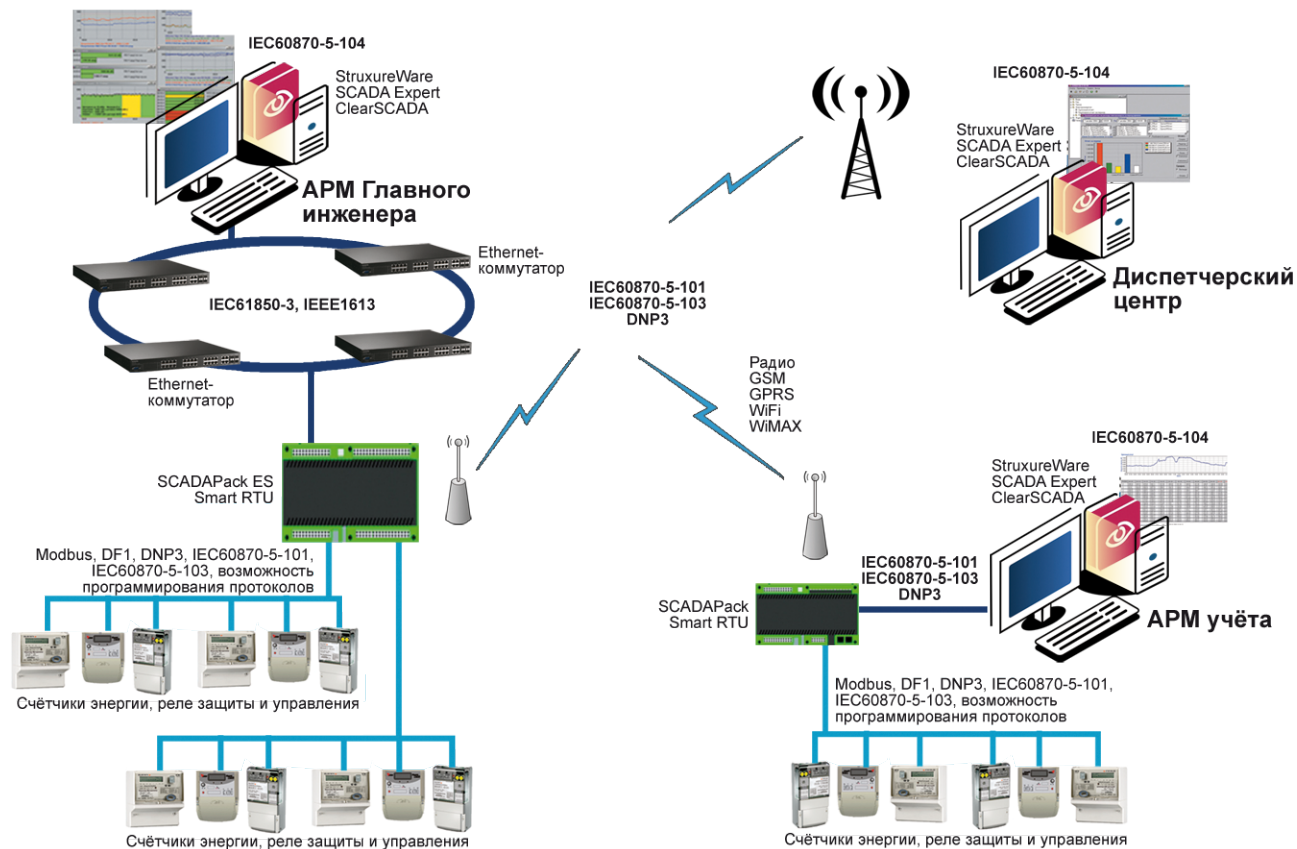 IEC60870-5-104
StruxureWare
SCADA Expert
ClearSCADA
АРМ Главного
инженера
Ethernet-
коммутатор
IEC61850-3, IEEE1613
Ethernet-
коммутатор
IEC60870-5-101
IEC60870-5-103
DNP3
IEC60870-5-104
StruxureWare
SCADA Expert
ClearSCADA
Диспетчерский
центр
Радио
GSM
GPRS
WiFi
WiMAX
SCADAPack ES
Smart RTU
Modbus, DF1, DNP3, IEC60870-5-101,
IEC60870-5-103, возможность
программирования протоколов
Счётчики энергии, реле защиты и управления
Счётчики энергии, реле защиты и управления
IEC60870-5-104
StruxureWare
SCADA Expert
ClearSCADA
IEC60870-5-101
IEC60870-5-103
DNP3
SCADAPack
Smart RTU
АРМ учёта
Modbus, DF1, DNP3, IEC60870-5-101,
IEC60870-5-103, возможность
программирования протоколов
Счётчики энергии, реле защиты и управления